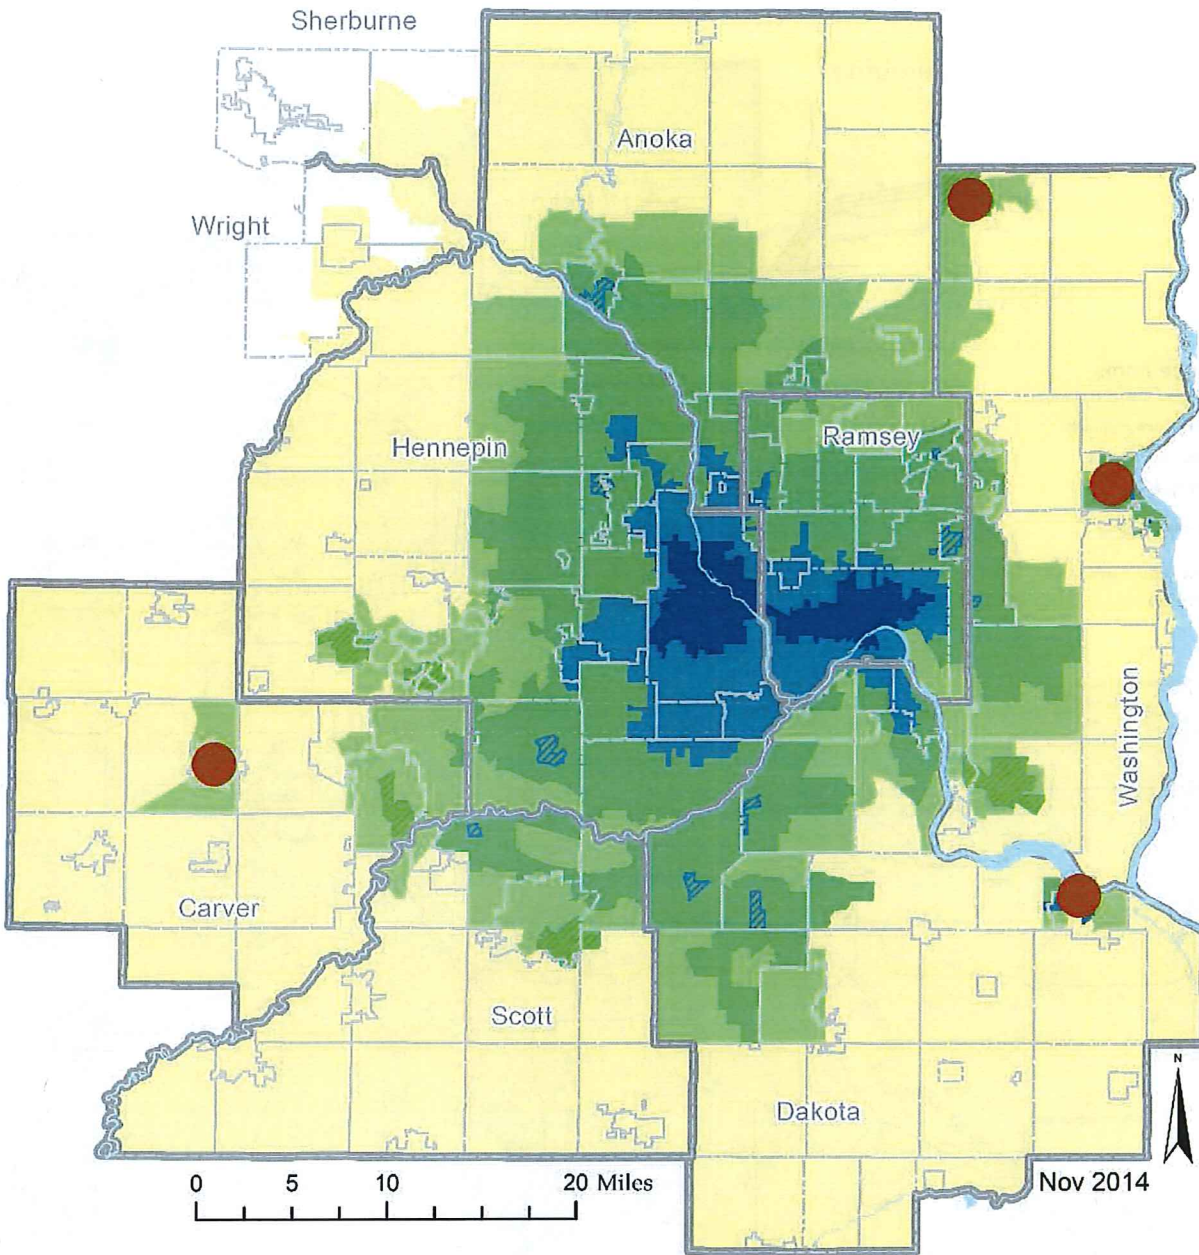 Sherburne
Anoka
Wright
Hennepin
Ramsey
Washington
Carver
Scott
Dakota
N
0 5 10 20 Miles
Nov 2014